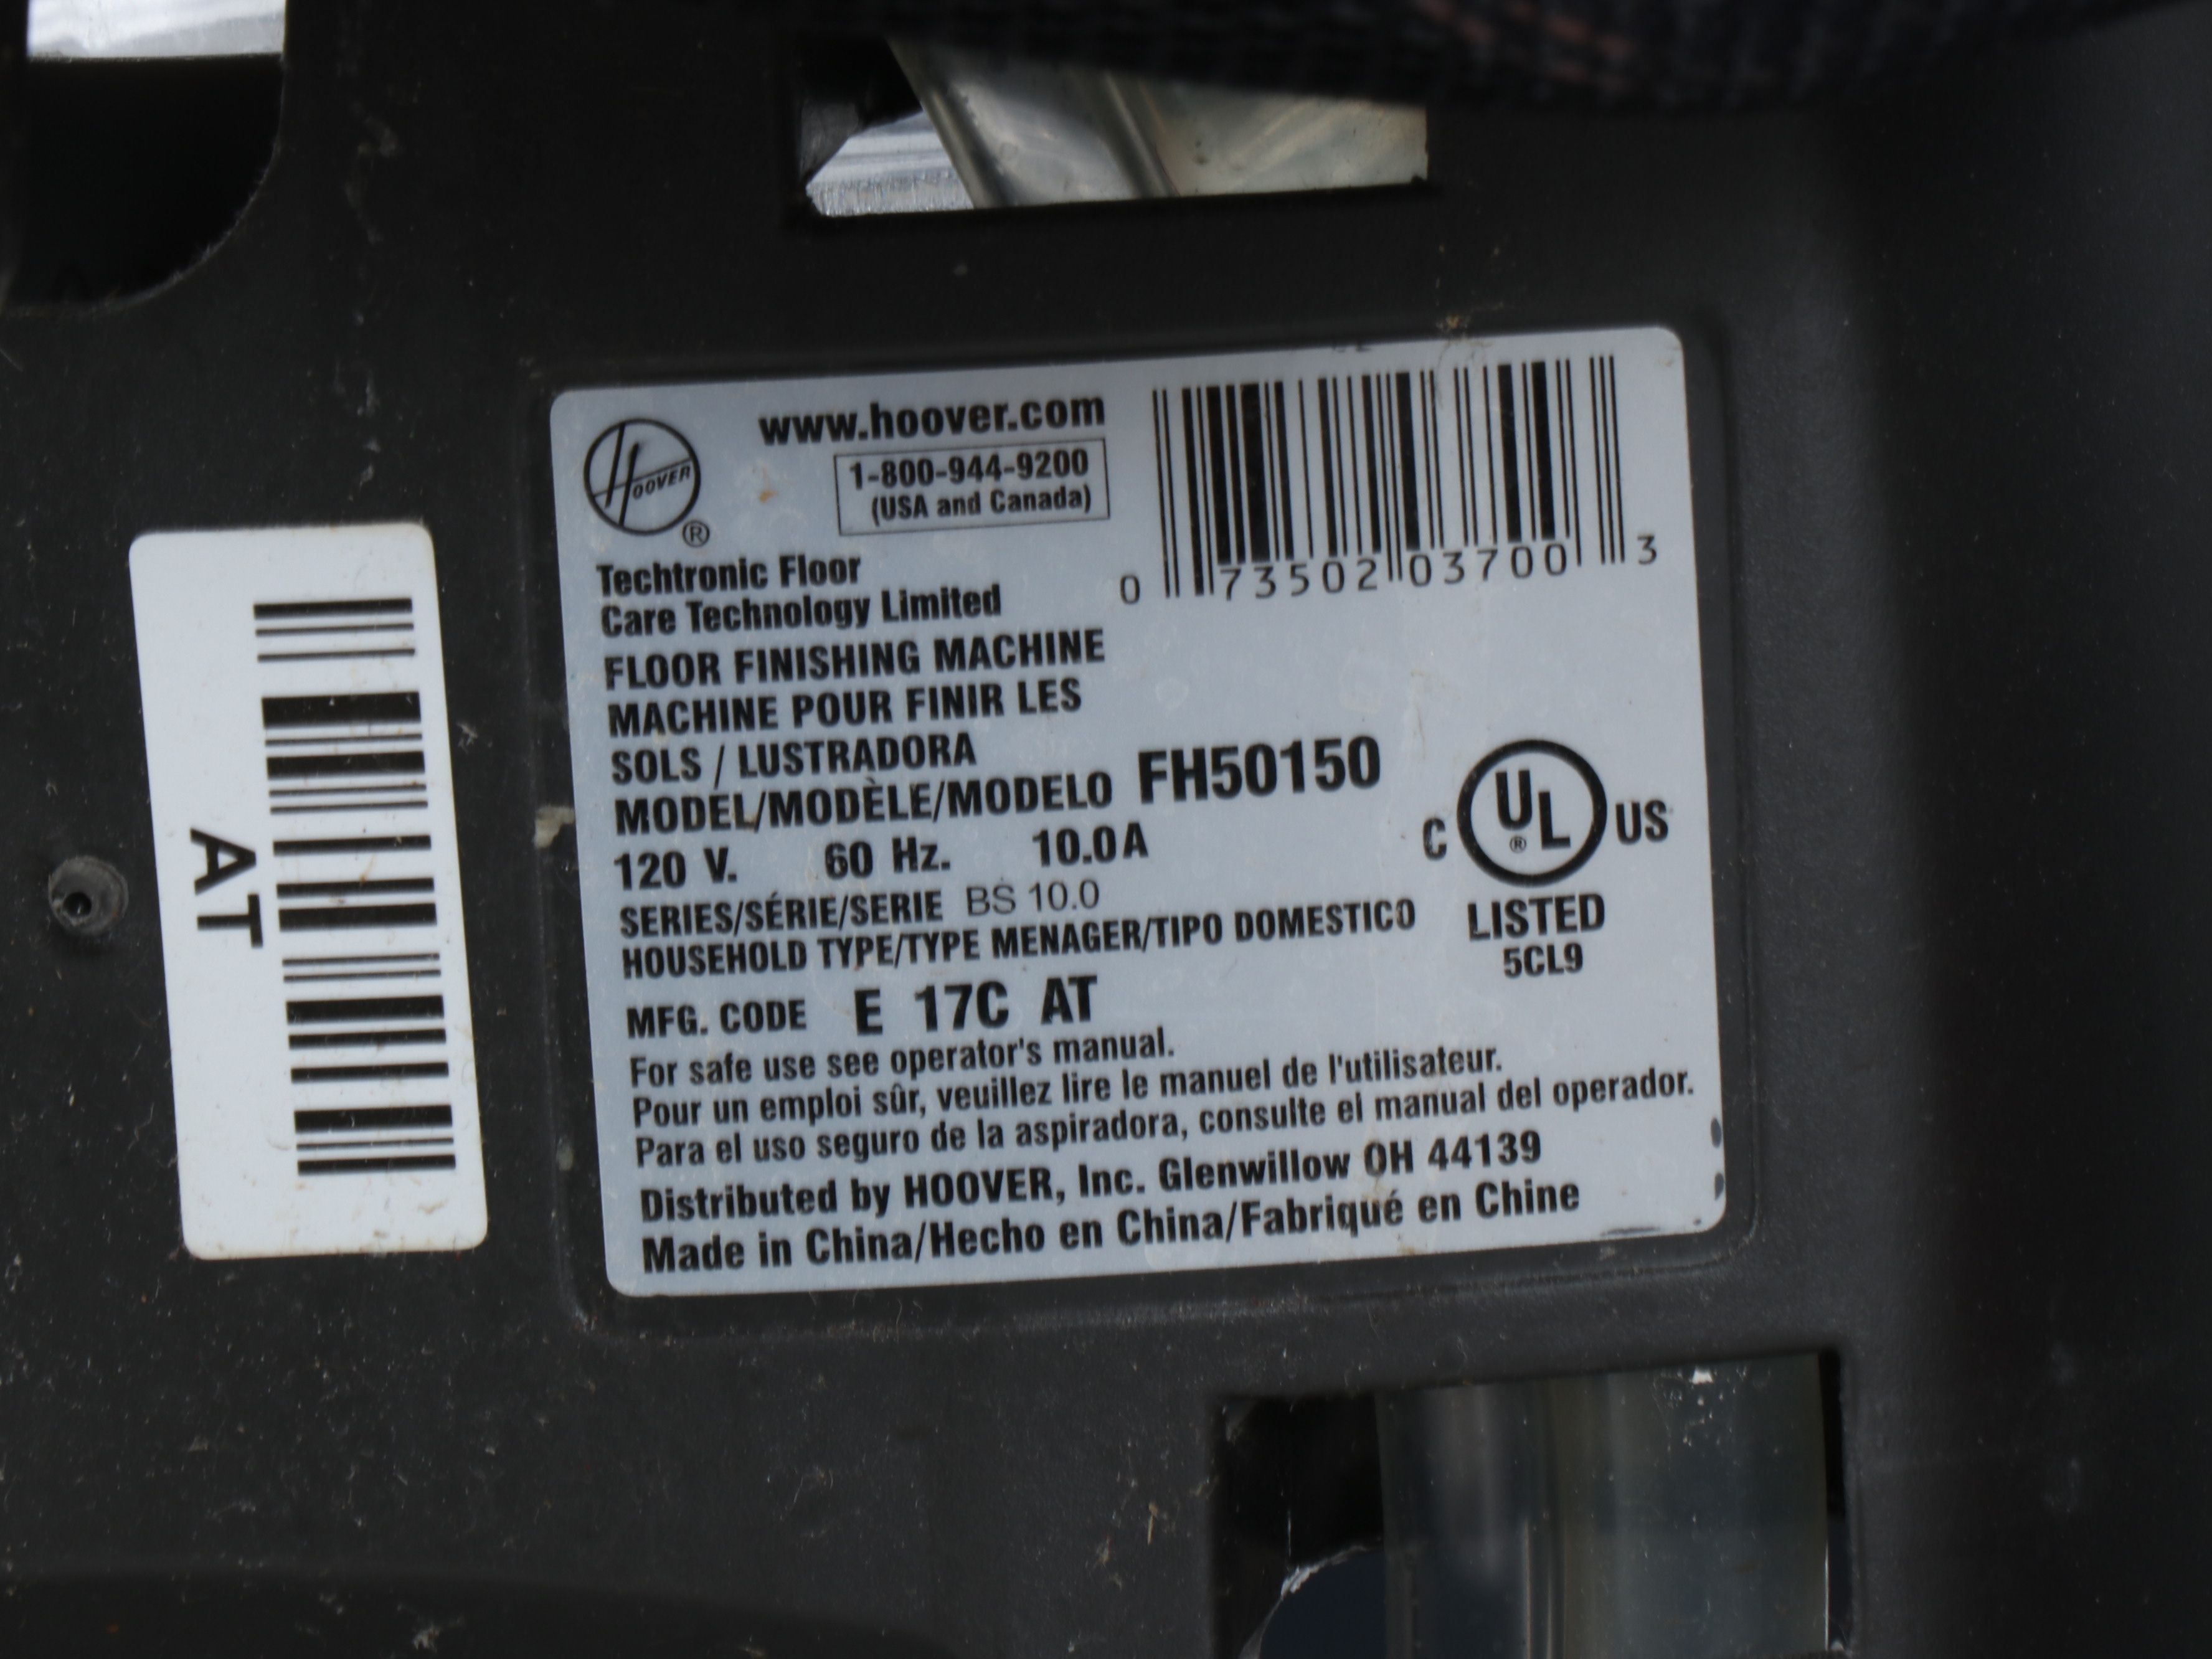 AT
HOOVER
®
www.hoover.com
1-800-944-9200
(USA and Canada)
0 73502 03700 3
Techtronic Floor
Care Technology Limited
FLOOR FINISHING MACHINE
MACHINE POUR FINIR LES
SOLS / LUSTRADORA
MODEL/MODÈLE/MODELO FH50150
120 V. 60 Hz. 10.0A
SERIES/SÉRIE/SERIE BS 10.0
HOUSEHOLD TYPE/TYPE MENAGER/TIPO DOMESTICO
C UL® US
LISTED
5CL9
MFG. CODE E 17C AT
For safe use see operator's manual.
Pour un emploi sûr, veuillez lire le manuel de l'utilisateur.
Para el uso seguro de la aspiradora, consulte el manual del operador.
Distributed by HOOVER, Inc. Glenwillow OH 44139
Made in China/Hecho en China/Fabriqué en Chine